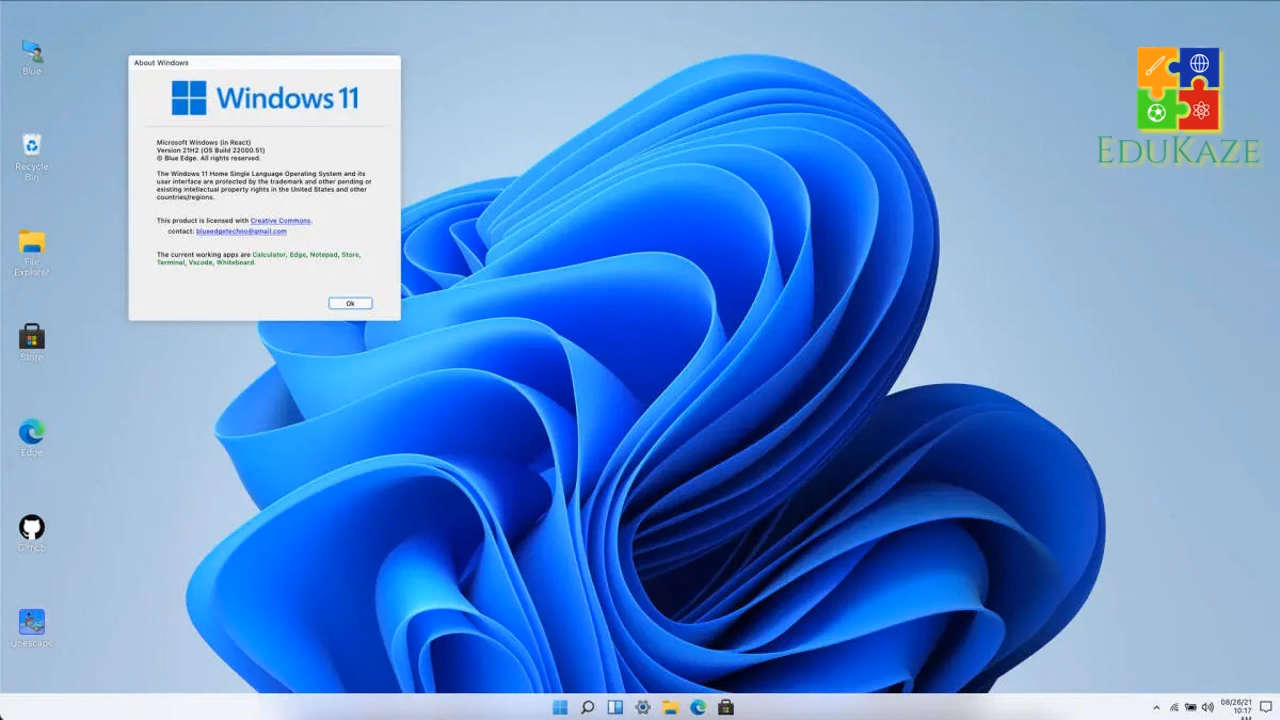 About Windows
Windows 11
Microsoft Windows (in React)
Version 21H2 (OS Build 22000.51)
© Blue Edge. All rights reserved.
The Windows 11 Home Single Language Operating System and its
user interface are protected by the trademark and other pending or
existing intellectual property rights in the United States and other
countries/regions.
This product is licensed with Creative Commons.
contact: blueedgetechno@gmail.com
The current working apps are Calculator, Edge, Notepad, Store,
Terminal, Vscode, Whiteboard.
Ok
Blue
Recycle
Bin
File
Explorer
Store
Edge
Github
Unescape
EduKaze
08/26/21
10:17
AM